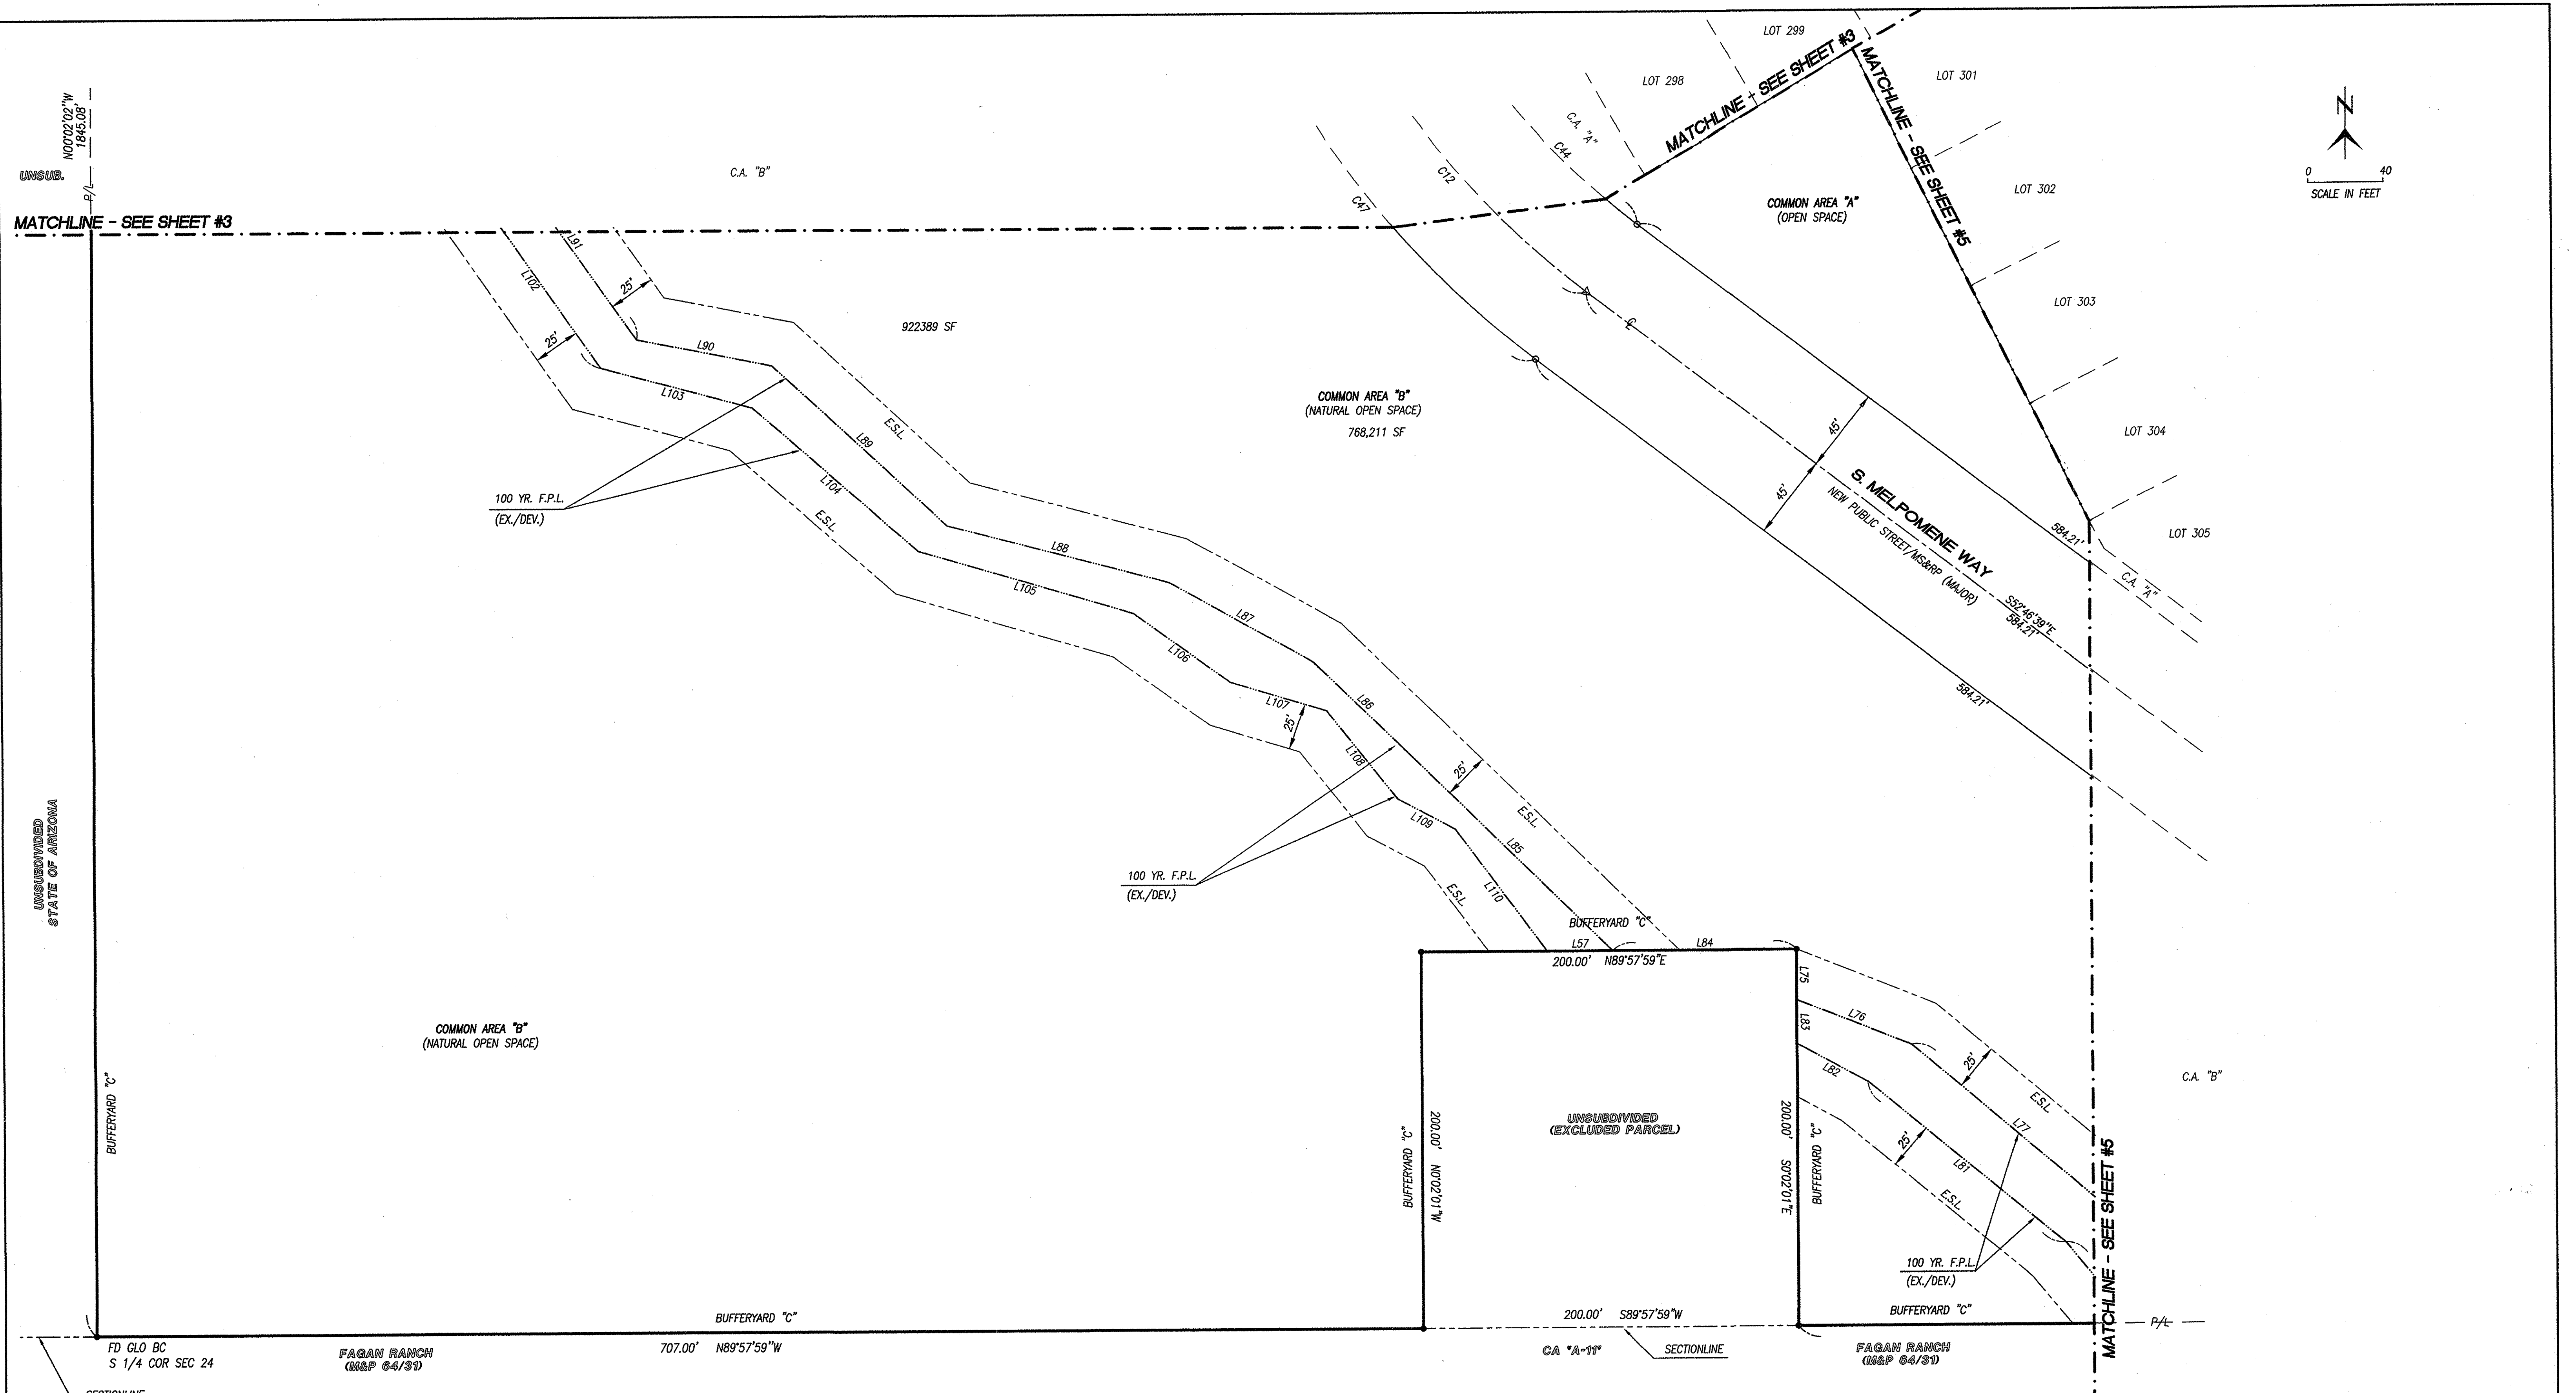 LOT 299
LOT 298
MATCHLINE - SEE SHEET #3
MATCHLINE - SEE SHEET #5
LOT 301
N
0 40
SCALE IN FEET
N00°02'02"W
1845.08'
P/L
UNSUB.
MATCHLINE - SEE SHEET #3
C.A. "B"
C47
C12
C44
C.A. "A"
COMMON AREA "A"
(OPEN SPACE)
LOT 302
LOT 303
LOT 304
LOT 305
L102
L91
25'
25'
L90
L103
922389 SF
COMMON AREA "B"
(NATURAL OPEN SPACE)
768,211 SF
L89
E.S.L.
L104
E.S.L.
100 YR. F.P.L.
(EX./DEV.)
L88
L105
L87
L106
L86
L107
25'
L108
25'
L109
L85
E.S.L.
L110
E.S.L.
100 YR. F.P.L.
(EX./DEV.)
℄
45'
45'
S. MELPOMENE WAY
NEW PUBLIC STREET/MS&RP (MAJOR)
S52°46'39"E
584.21'
584.21'
584.21'
C.A. "A"
UNSUBDIVIDED
STATE OF ARIZONA
BUFFERYARD "C"
COMMON AREA "B"
(NATURAL OPEN SPACE)
BUFFERYARD "C"
L57
L84
200.00' N89°57'59"E
L75
L83
L76
L82
25'
25'
E.S.L.
L77
L81
E.S.L.
C.A. "B"
UNSUBDIVIDED
(EXCLUDED PARCEL)
BUFFERYARD "C"
200.00' N0°02'01"W
200.00' S0°02'01"E
BUFFERYARD "C"
100 YR. F.P.L.
(EX./DEV.)
MATCHLINE - SEE SHEET #5
BUFFERYARD "C"
200.00' S89°57'59"W
BUFFERYARD "C"
P/L
FD GLO BC
S 1/4 COR SEC 24
FAGAN RANCH
(M&P 64/31)
707.00' N89°57'59"W
CA "A-11"
SECTIONLINE
FAGAN RANCH
(M&P 64/31)
SECTIONLINE